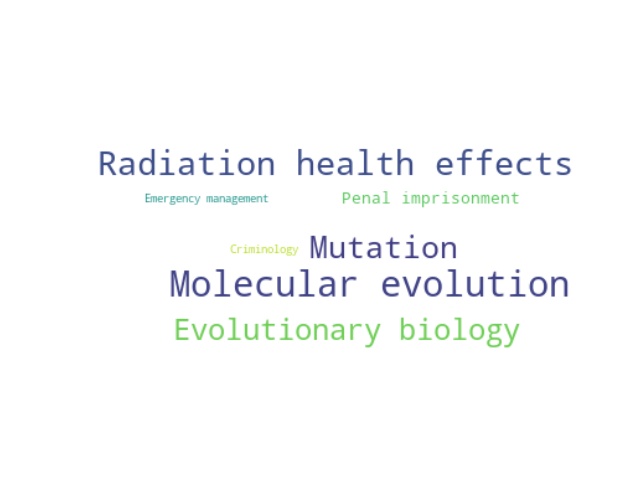 Radiation health effects
Emergency management Penal imprisonment
Criminology Mutation
Molecular evolution
Evolutionary biology